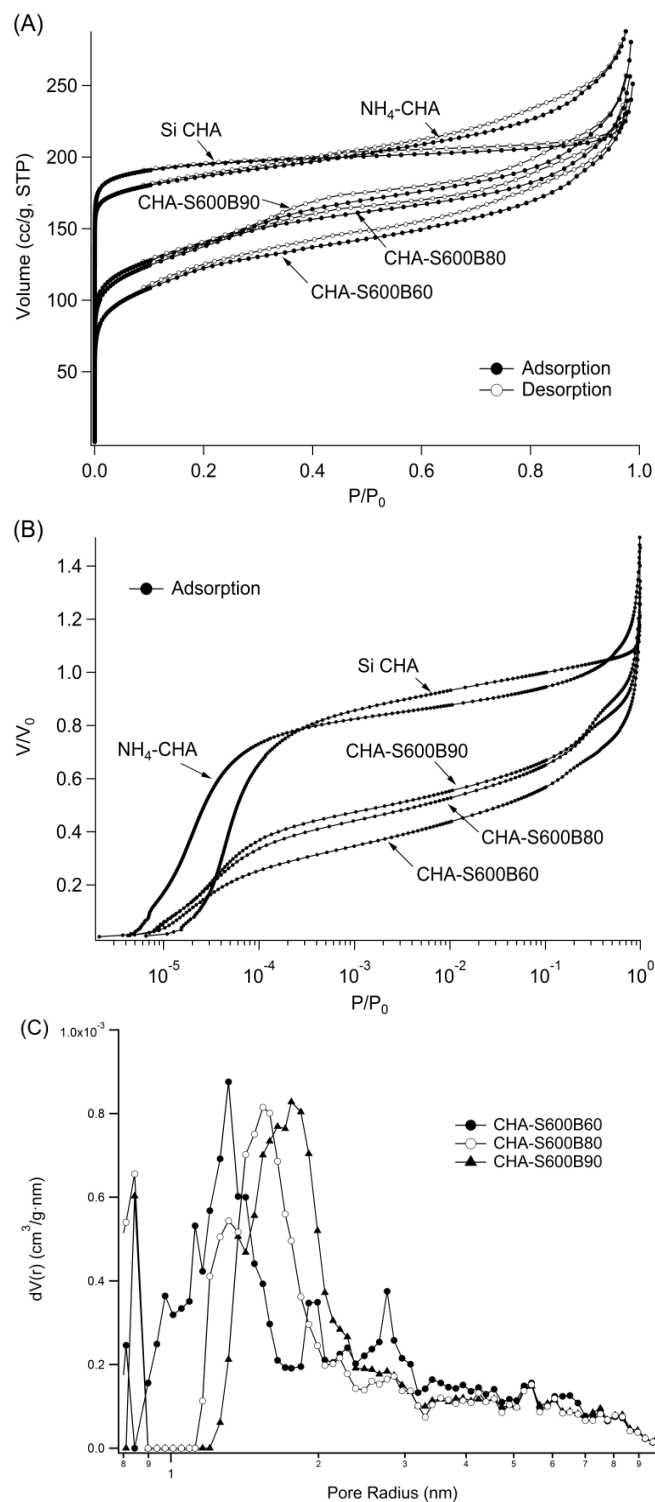 (A)
250
200
150
100
50
Volume (cc/g, STP)
Si CHA
NH₄-CHA
CHA-S600B90
CHA-S600B80
CHA-S600B60
Adsorption
Desorption
0.0 0.2 0.4 0.6 0.8 1.0
P/P₀
(B)
1.4
1.2
1.0
0.8
0.6
0.4
0.2
V/V₀
Adsorption
Si CHA
NH₄-CHA
CHA-S600B90
CHA-S600B80
CHA-S600B60
10⁻⁵ 10⁻⁴ 10⁻³ 10⁻² 10⁻¹ 10⁰
P/P₀
(C)
1.0x10⁻³
0.8
0.6
0.4
0.2
0.0
dV(r) (cm³/g·nm)
CHA-S600B60
CHA-S600B80
CHA-S600B90
8 9 1 2 3 4 5 6 7 8 9
Pore Radius (nm)